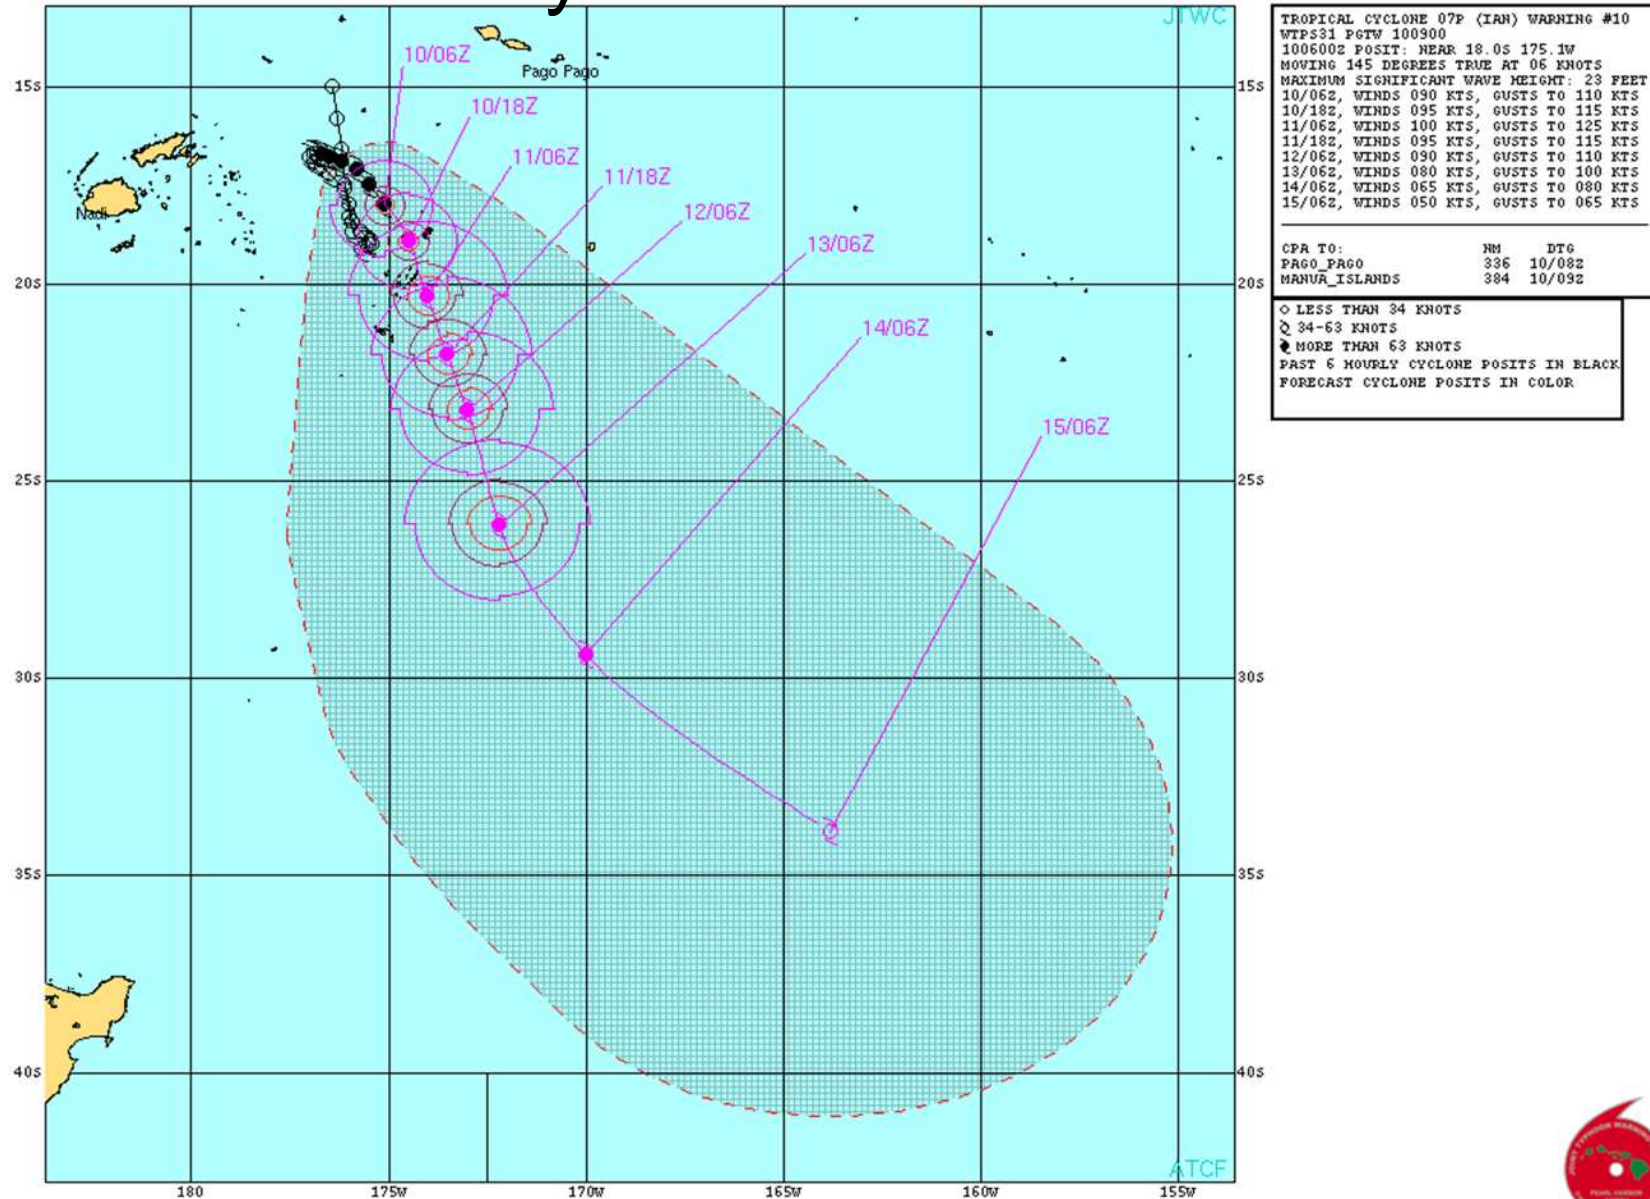 y
JTWC
10/06Z
Pago Pago
15S
15S
10/18Z
11/06Z
11/18Z
Nadi
12/06Z
13/06Z
20S
20S
14/06Z
15/06Z
25S
25S
30S
30S
35S
35S
40S
40S
ATCF
180
175W
170W
165W
160W
155W
TROPICAL CYCLONE 07P (IAN) WARNING #10
WTPS31 PGTW 100900
100600Z POSIT: NEAR 18.0S 175.1W
MOVING 145 DEGREES TRUE AT 06 KNOTS
MAXIMUM SIGNIFICANT WAVE HEIGHT: 23 FEET
10/06Z, WINDS 090 KTS, GUSTS TO 110 KTS
10/18Z, WINDS 095 KTS, GUSTS TO 115 KTS
11/06Z, WINDS 100 KTS, GUSTS TO 125 KTS
11/18Z, WINDS 095 KTS, GUSTS TO 115 KTS
12/06Z, WINDS 090 KTS, GUSTS TO 110 KTS
13/06Z, WINDS 080 KTS, GUSTS TO 100 KTS
14/06Z, WINDS 065 KTS, GUSTS TO 080 KTS
15/06Z, WINDS 050 KTS, GUSTS TO 065 KTS
CPA TO: NM DTG
PAGO_PAGO 336 10/08Z
MANUA_ISLANDS 384 10/09Z
LESS THAN 34 KNOTS
34-63 KNOTS
MORE THAN 63 KNOTS
PAST 6 HOURLY CYCLONE POSITS IN BLACK
FORECAST CYCLONE POSITS IN COLOR
JOINT TYPHOON WARNING
PEARL HARBOR